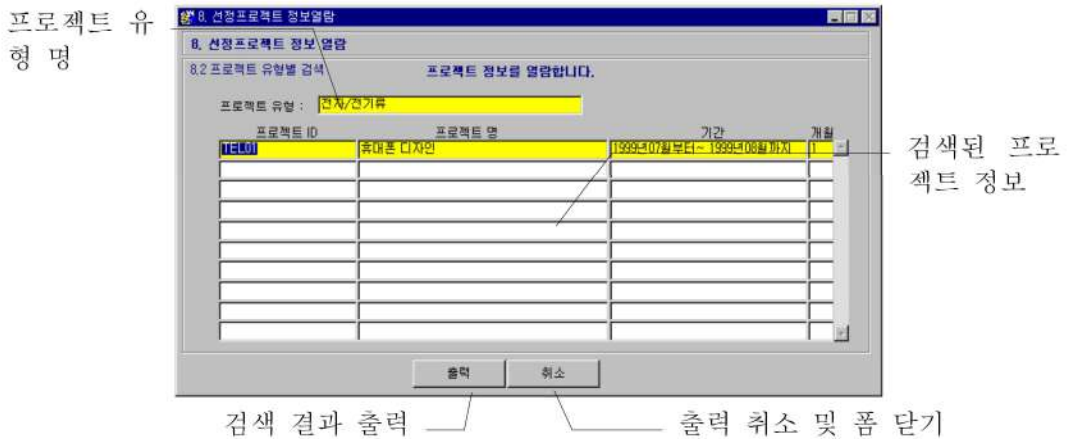 프로젝트 유
형 명
8. 선정프로젝트 정보열람
8. 선정프로젝트 정보 열람
8.2 프로젝트 유형별 검색
프로젝트 정보를 열람합니다.
프로젝트 유형 : 전자/전기류
프로젝트 ID 프로젝트 명 기간 개월
TEL01 휴대폰 디자인 1999년07월부터~ 1999년08월까지 1
검색된 프로
젝트 정보
출력 취소
검색 결과 출력
출력 취소 및 폼 닫기